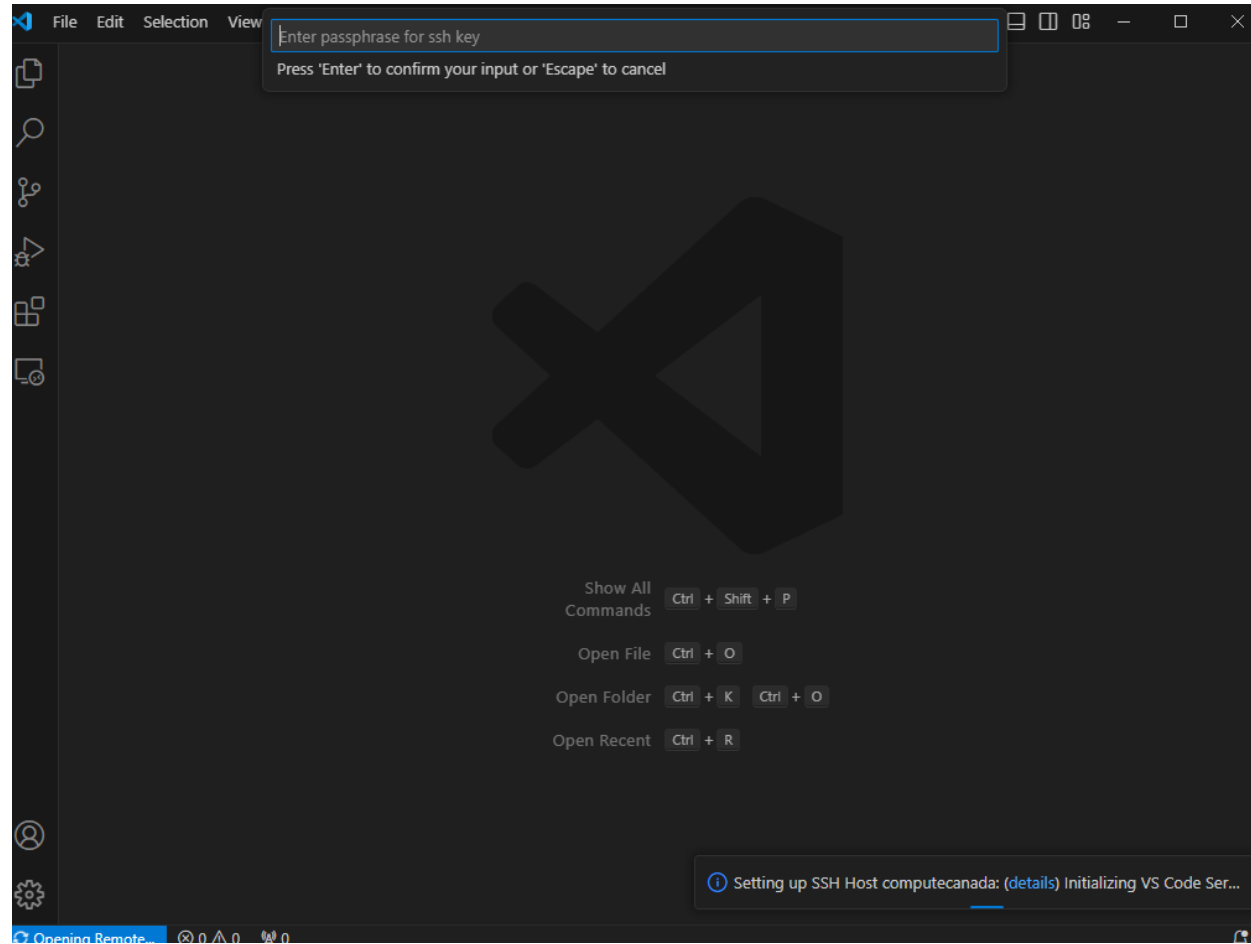 File Edit Selection View
Enter passphrase for ssh key
Press 'Enter' to confirm your input or 'Escape' to cancel
Show All
Commands
Ctrl + Shift + P
Open File Ctrl + O
Open Folder Ctrl + K Ctrl + O
Open Recent Ctrl + R
Setting up SSH Host computecanada: (details) Initializing VS Code Ser...
Opening Remote... 0 0 0